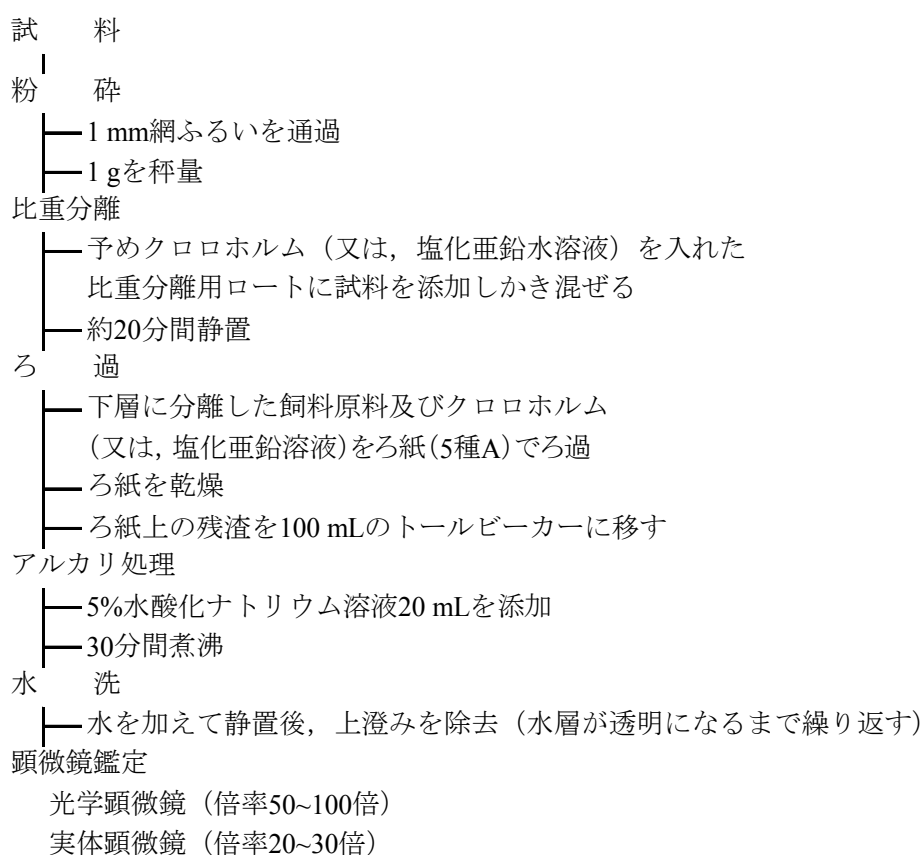 試　　料
粉　　砕
1 mm網ふるいを通過
1 gを秤量
比重分離
予めクロロホルム（又は，塩化亜鉛水溶液）を入れた
比重分離用ロートに試料を添加しかき混ぜる
約20分間静置
ろ　　過
下層に分離した飼料原料及びクロロホルム
（又は，塩化亜鉛溶液）をろ紙（5種A）でろ過
ろ紙を乾燥
ろ紙上の残渣を100 mLのトールビーカーに移す
アルカリ処理
5%水酸化ナトリウム溶液20 mLを添加
30分間煮沸
水　　洗
水を加えて静置後，上澄みを除去（水層が透明になるまで繰り返す）
顕微鏡鑑定
光学顕微鏡（倍率50~100倍）
実体顕微鏡（倍率20~30倍）